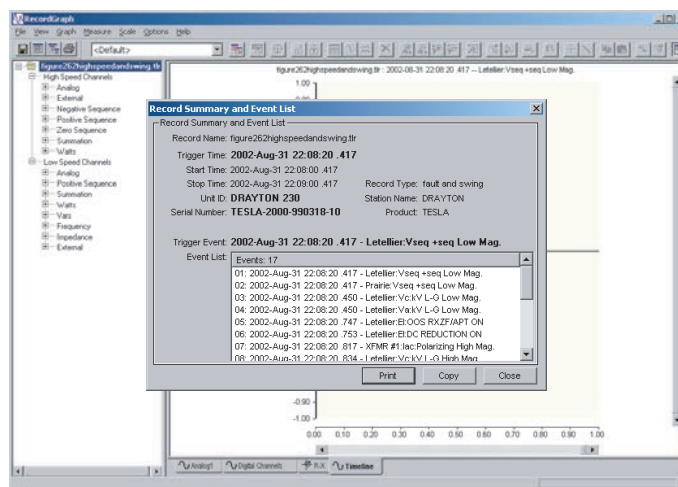 RecordGraph
File View Graph Measure Scale Options Help
<Default>
figure262highspeedandswing.tlr
High Speed Channels
Analog
External
Negative Sequence
Positive Sequence
Zero Sequence
Summation
Watts
Low Speed Channels
Analog
Positive Sequence
Summation
Watts
Vars
Frequency
Impedance
External
figure262highspeedandswing.tlr : 2002-08-31 22:08:20 .417 -- Letellier:Vseq +seq Low Mag.
1.00
Record Summary and Event List
Record Summary and Event List
Record Name: figure262highspeedandswing.tlr
Trigger Time: 2002-Aug-31 22:08:20 .417
Start Time: 2002-Aug-31 22:08:00 .417
Stop Time: 2002-Aug-31 22:09:00 .417 Record Type: fault and swing
Unit ID: DRAYTON 230 Station Name: DRAYTON
Serial Number: TESLA-2000-990318-10 Product: TESLA
Trigger Event: 2002-Aug-31 22:08:20 .417 - Letellier:Vseq +seq Low Mag.
Event List: Events: 17
01: 2002-Aug-31 22:08:20 .417 - Letellier:Vseq +seq Low Mag.
02: 2002-Aug-31 22:08:20 .417 - Prairie:Vseq +seq Low Mag.
03: 2002-Aug-31 22:08:20 .450 - Letellier:Vc:kV L-G Low Mag.
04: 2002-Aug-31 22:08:20 .450 - Letellier:Va:kV L-G Low Mag.
05: 2002-Aug-31 22:08:20 .747 - Letellier:EI:OOS RXZF/APT ON
06: 2002-Aug-31 22:08:20 .753 - Letellier:EI:DC REDUCTION ON
07: 2002-Aug-31 22:08:20 .817 - XFMR #1:Iac:Polarizing High Mag.
08: 2002-Aug-31 22:08:20 .834 - Letellier:Vc:kV L-G High Mag.
Print Copy Close
-0.90
-1.00
0.00 0.10 0.20 0.30 0.40 0.50 0.60 0.70 0.80 0.90 1.00
Analog1 Digital Channels R-X Timeline